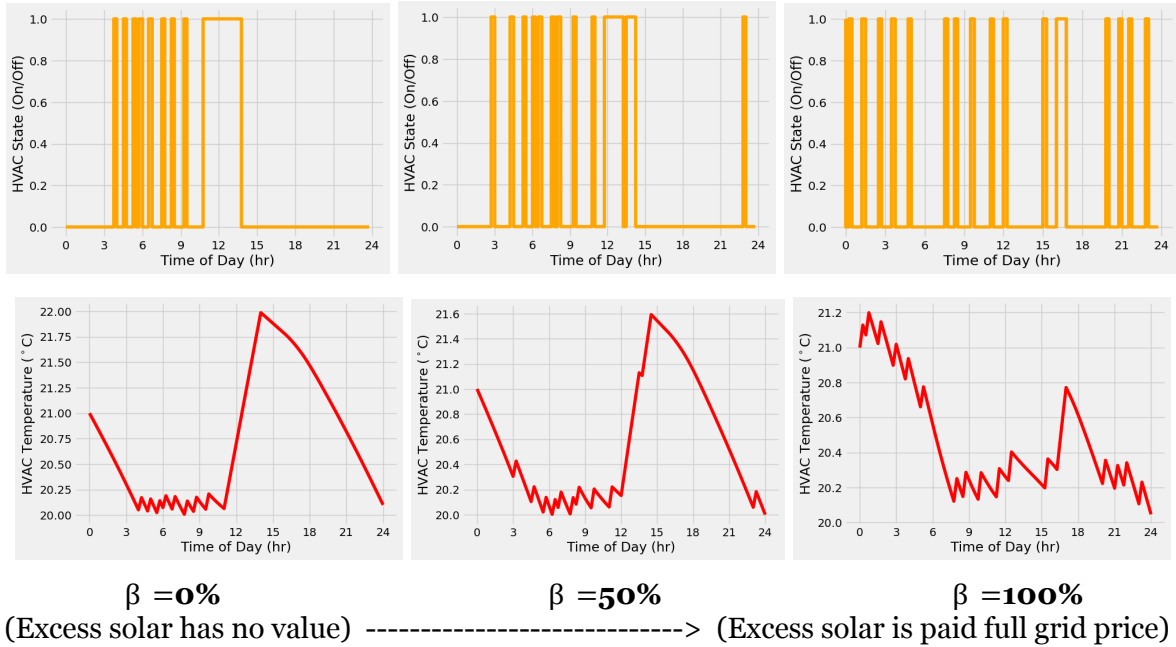 HVAC State (On/Off)
1.0
0.8
0.6
0.4
0.2
0.0
0 3 6 9 12 15 18 21 24
Time of Day (hr)
HVAC State (On/Off)
1.0
0.8
0.6
0.4
0.2
0.0
0 3 6 9 12 15 18 21 24
Time of Day (hr)
HVAC State (On/Off)
1.0
0.8
0.6
0.4
0.2
0.0
0 3 6 9 12 15 18 21 24
Time of Day (hr)
HVAC Temperature (°C)
22.00
21.75
21.50
21.25
21.00
20.75
20.50
20.25
20.00
0 3 6 9 12 15 18 21 24
Time of Day (hr)
HVAC Temperature (°C)
21.6
21.4
21.2
21.0
20.8
20.6
20.4
20.2
20.0
0 3 6 9 12 15 18 21 24
Time of Day (hr)
HVAC Temperature (°C)
21.2
21.0
20.8
20.6
20.4
20.2
20.0
0 3 6 9 12 15 18 21 24
Time of Day (hr)
β =0% β =50% β =100%
(Excess solar has no value) -----------------------> (Excess solar is paid full grid price)